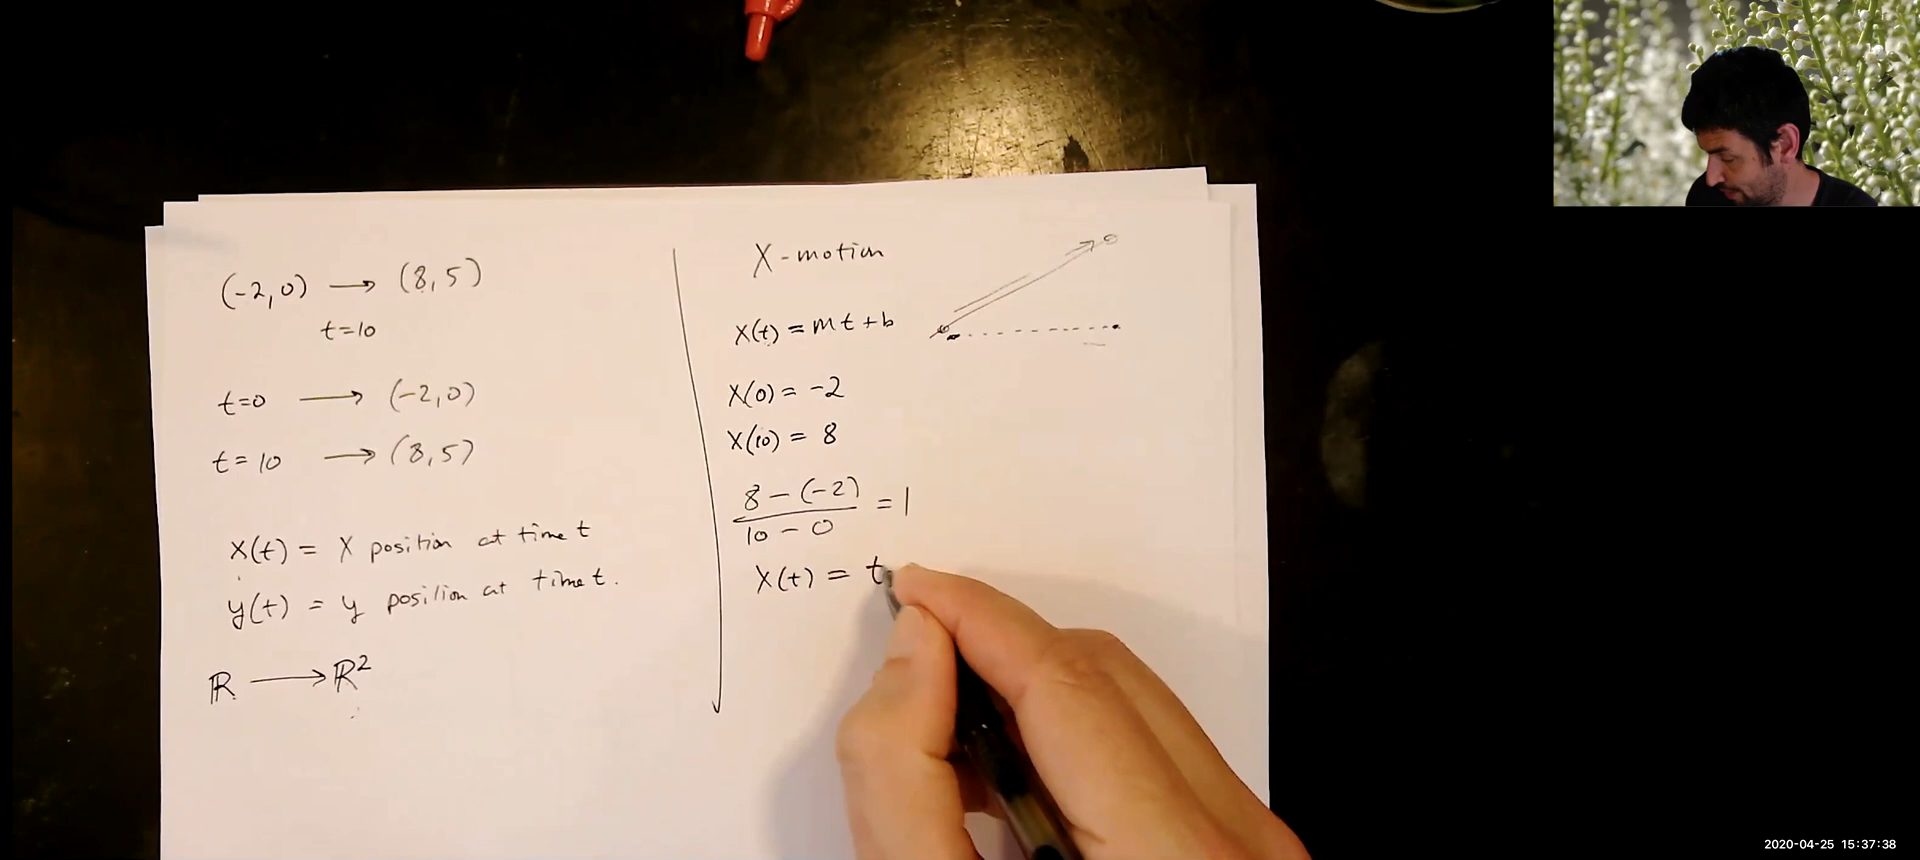 (-2,0) → (8,5)
t=10
t=0 → (-2,0)
t=10 → (8,5)
x(t) = x position at time t
y(t) = y position at time t.
ℝ → ℝ²
X-motion
x(t) = mt+b
x(0) = -2
x(10) = 8
8-(-2)
10-0
= 1
x(t) = t
2020-04-25 15:37:38